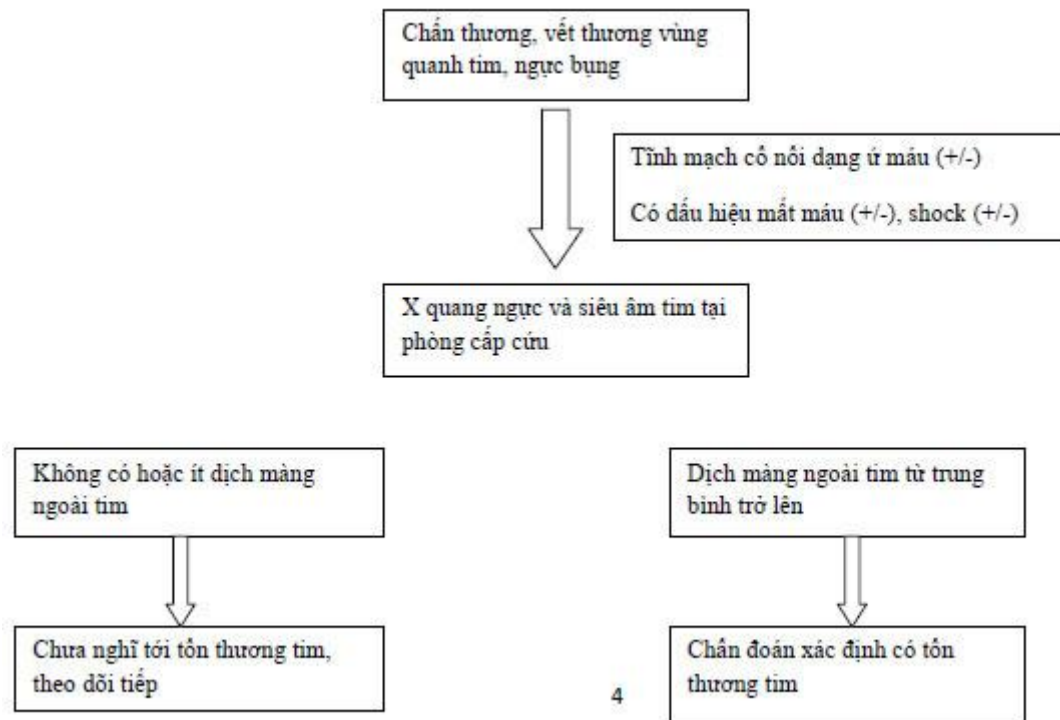 Chấn thương, vết thương vùng
quanh tim, ngực bụng
Tĩnh mạch cổ nổi dạng ứ máu (+/-)
Có dấu hiệu mất máu (+/-), shock (+/-)
X quang ngực và siêu âm tim tại
phòng cấp cứu
Không có hoặc ít dịch màng
ngoài tim
Dịch màng ngoài tim từ trung
bình trở lên
Chưa nghĩ tới tổn thương tim,
theo dõi tiếp
Chẩn đoán xác định có tổn
thương tim
4